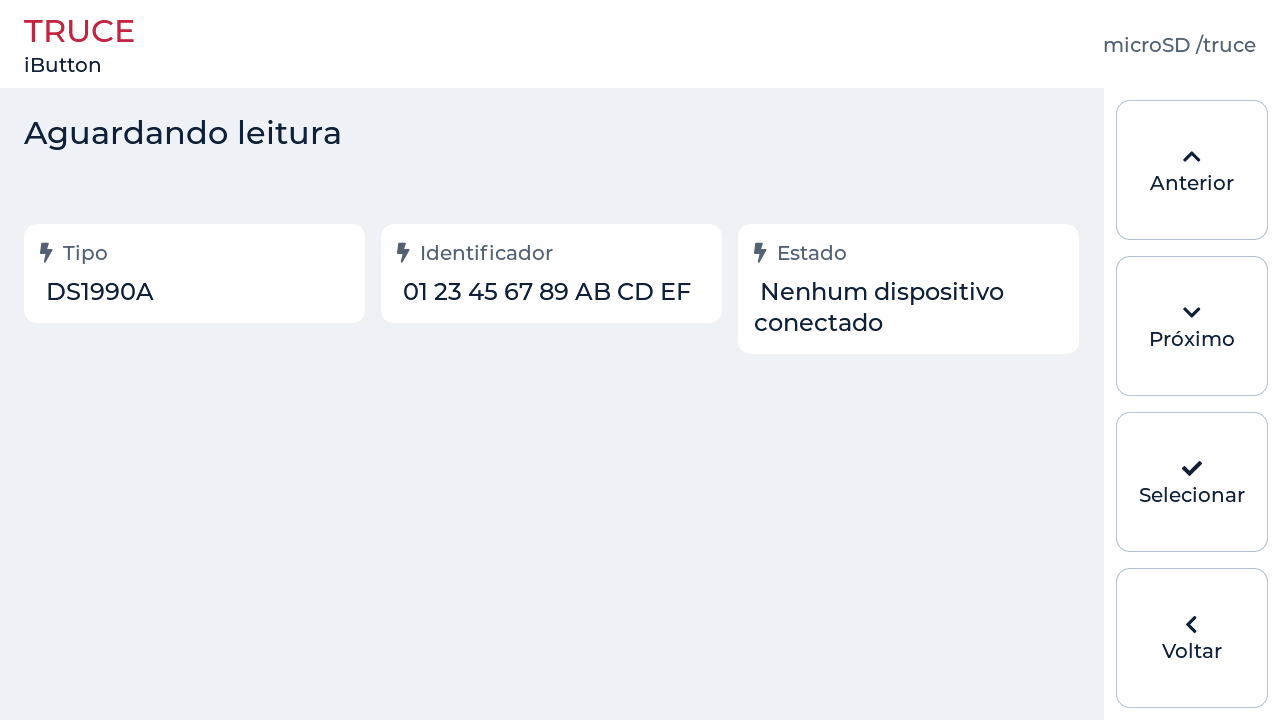 TRUCE
iButton
microSD /truce
Aguardando leitura
Tipo
DS1990A
Identificador
01 23 45 67 89 AB CD EF
Estado
Nenhum dispositivo
conectado
Anterior
Próximo
Selecionar
Voltar